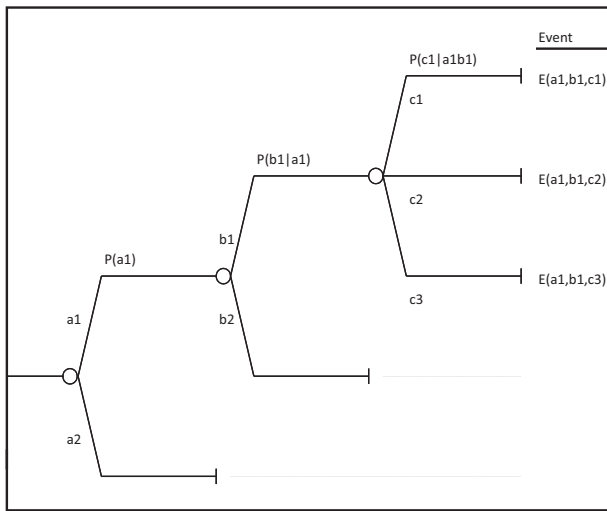 Event
P(c1|a1b1)
E(a1,b1,c1)
c1
P(b1|a1)
E(a1,b1,c2)
c2
b1
P(a1)
E(a1,b1,c3)
c3
a1
b2
a2